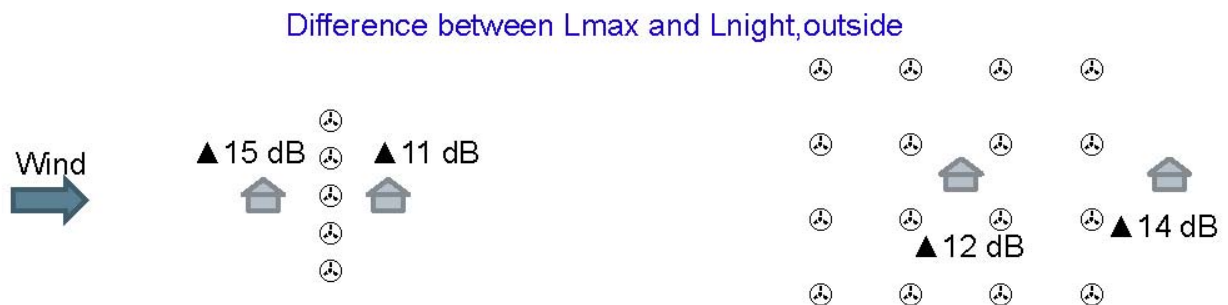 Difference between Lmax and Lnight,outside
Wind
▲15 dB
▲11 dB
▲12 dB
▲14 dB